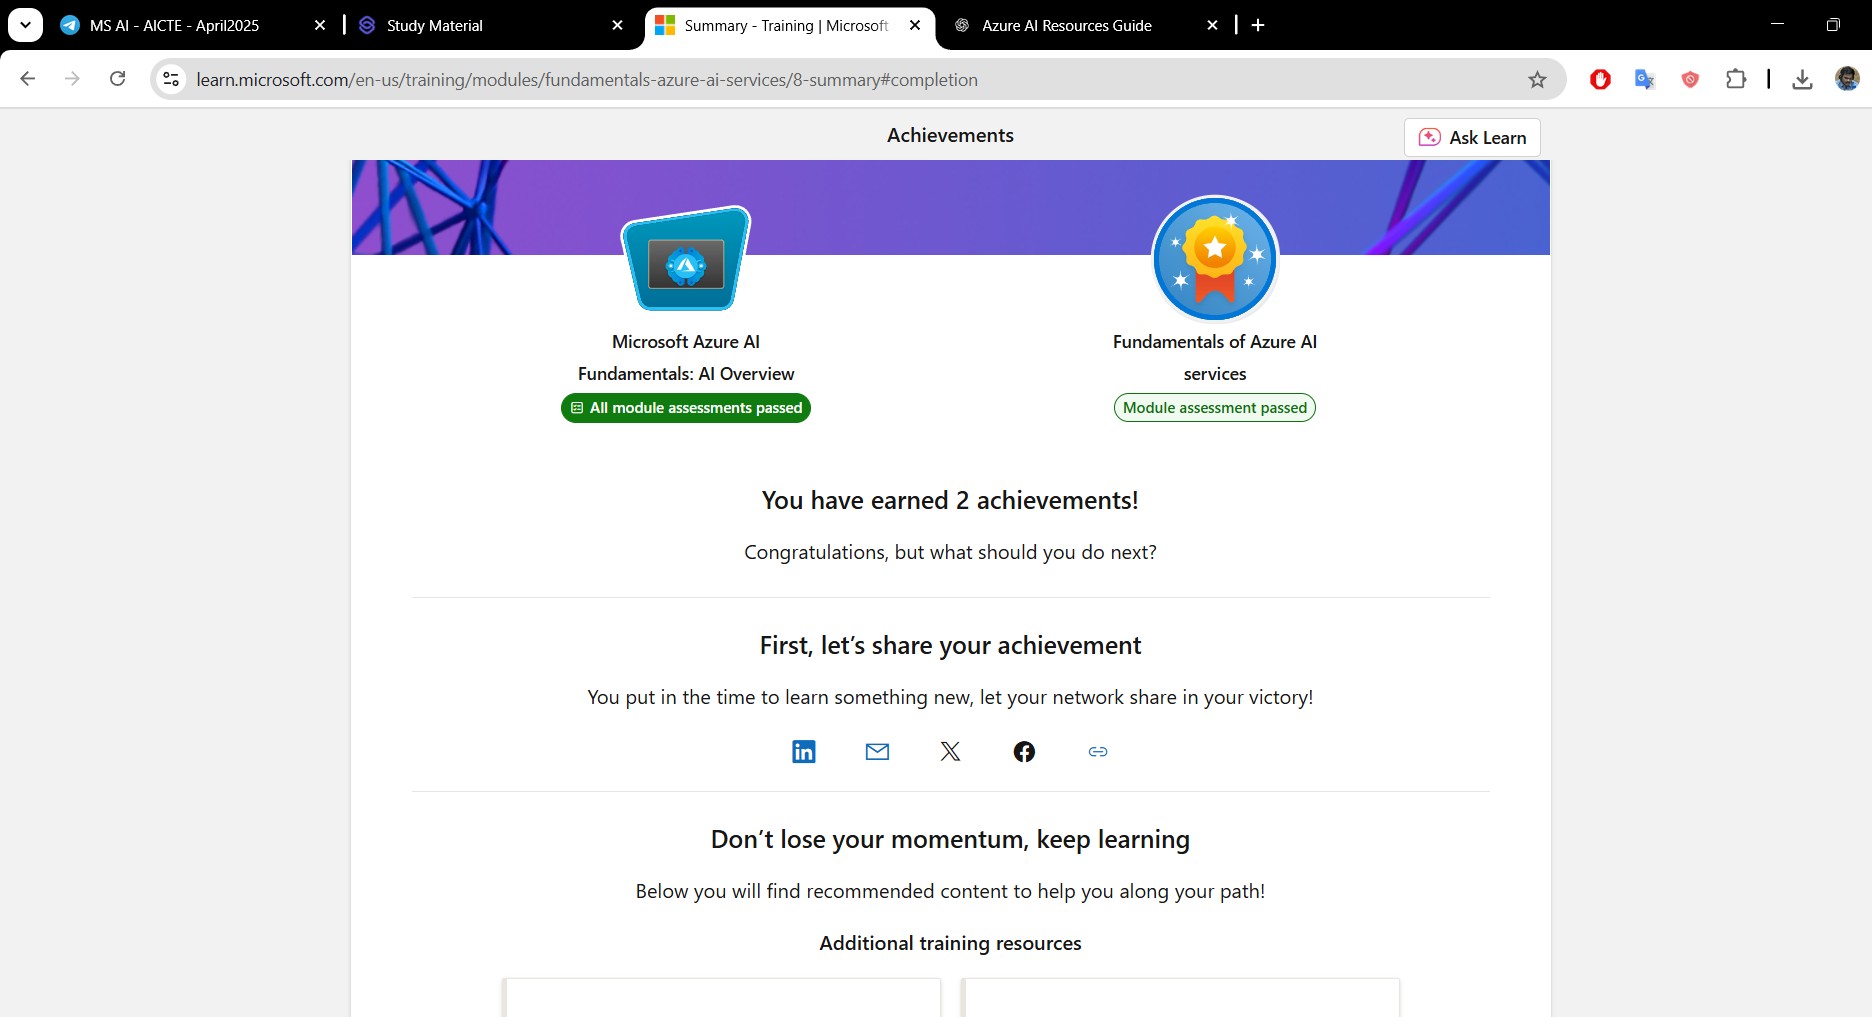 MS AI - AICTE - April2025
Study Material
Summary - Training | Microsoft
Azure AI Resources Guide
learn.microsoft.com/en-us/training/modules/fundamentals-azure-ai-services/8-summary#completion
Achievements
Ask Learn
Microsoft Azure AI
Fundamentals: AI Overview
All module assessments passed
Fundamentals of Azure AI
services
Module assessment passed
You have earned 2 achievements!
Congratulations, but what should you do next?
First, let’s share your achievement
You put in the time to learn something new, let your network share in your victory!
in
Don’t lose your momentum, keep learning
Below you will find recommended content to help you along your path!
Additional training resources